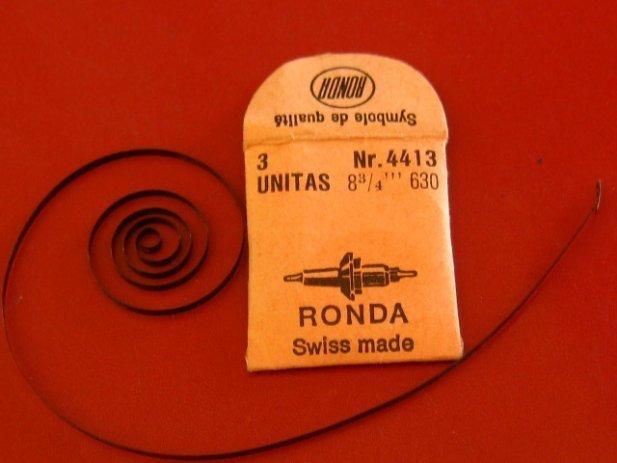 RONDA
Symbole de qualité
3 Nr. 4413
UNITAS 8³/₄''' 630
RONDA
Swiss made